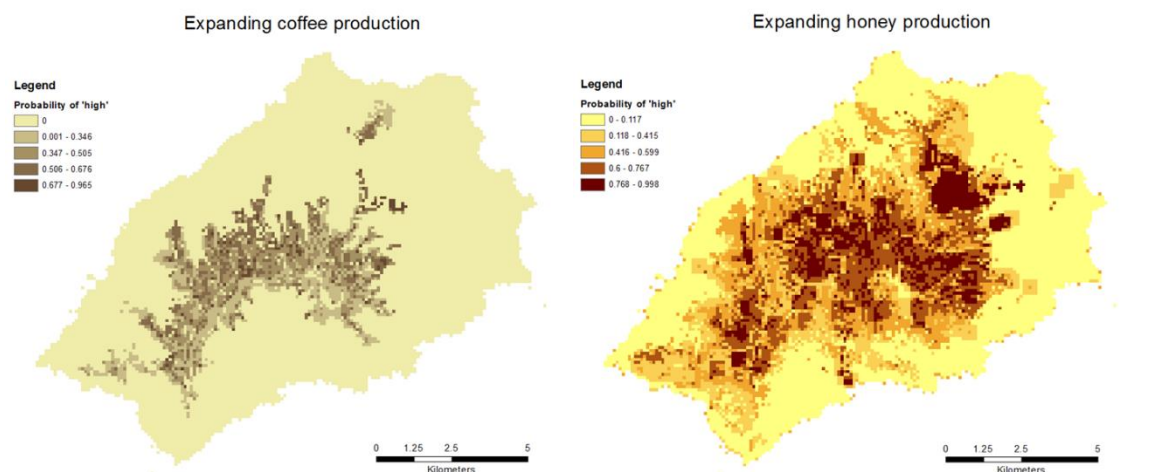 Expanding coffee production
Legend
Probability of 'high'
0
0.001 - 0.346
0.347 - 0.505
0.506 - 0.676
0.677 - 0.965
0 1.25 2.5 5
Kilometers
Expanding honey production
Legend
Probability of 'high'
0 - 0.117
0.118 - 0.415
0.416 - 0.599
0.6 - 0.767
0.768 - 0.998
0 1.25 2.5 5
Kilometers